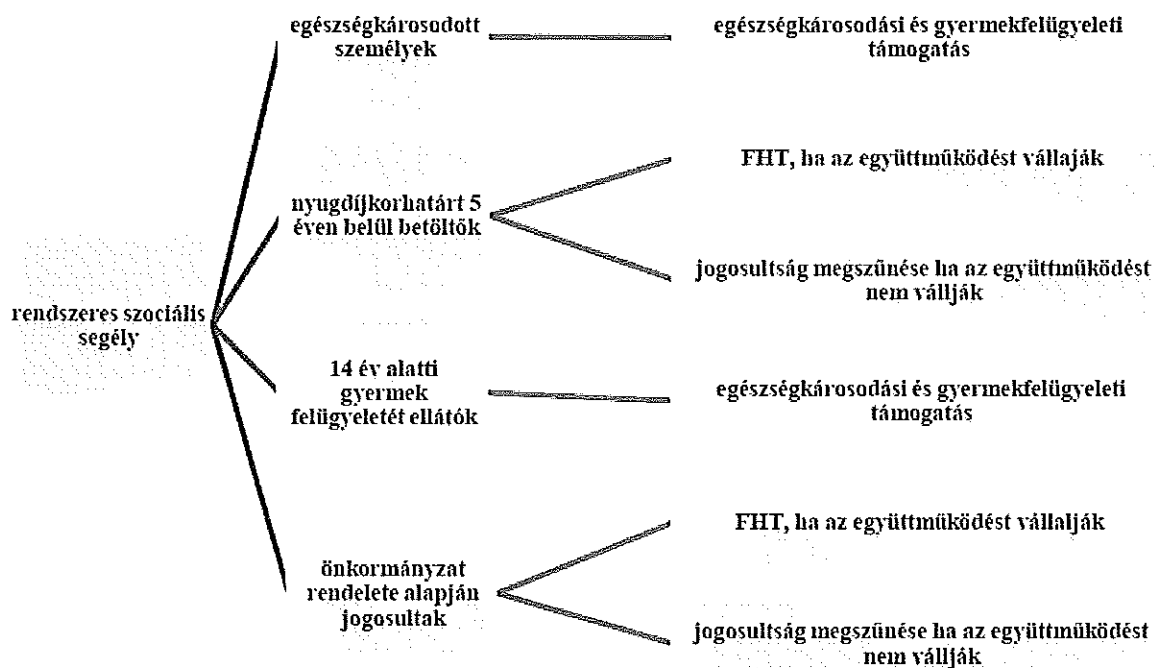 egészségkárosodott
személyek
egészségkárosodási és gyermekfelügyeleti
támogatás
nyugdíjkorhatárt 5
éven belül betöltők
FHT, ha az együttműködést vállaják
jogosultság megszűnése ha az együttműködést
nem vállják
rendszeres szociális
segély
14 év alatti
gyermek
felügyeletét ellátók
egészségkárosodási és gyermekfelügyeleti
támogatás
önkormányzat
rendelete alapján
jogosultak
FHT, ha az együttműködést vállalják
jogosultság megszűnése ha az együttműködést
nem vállják